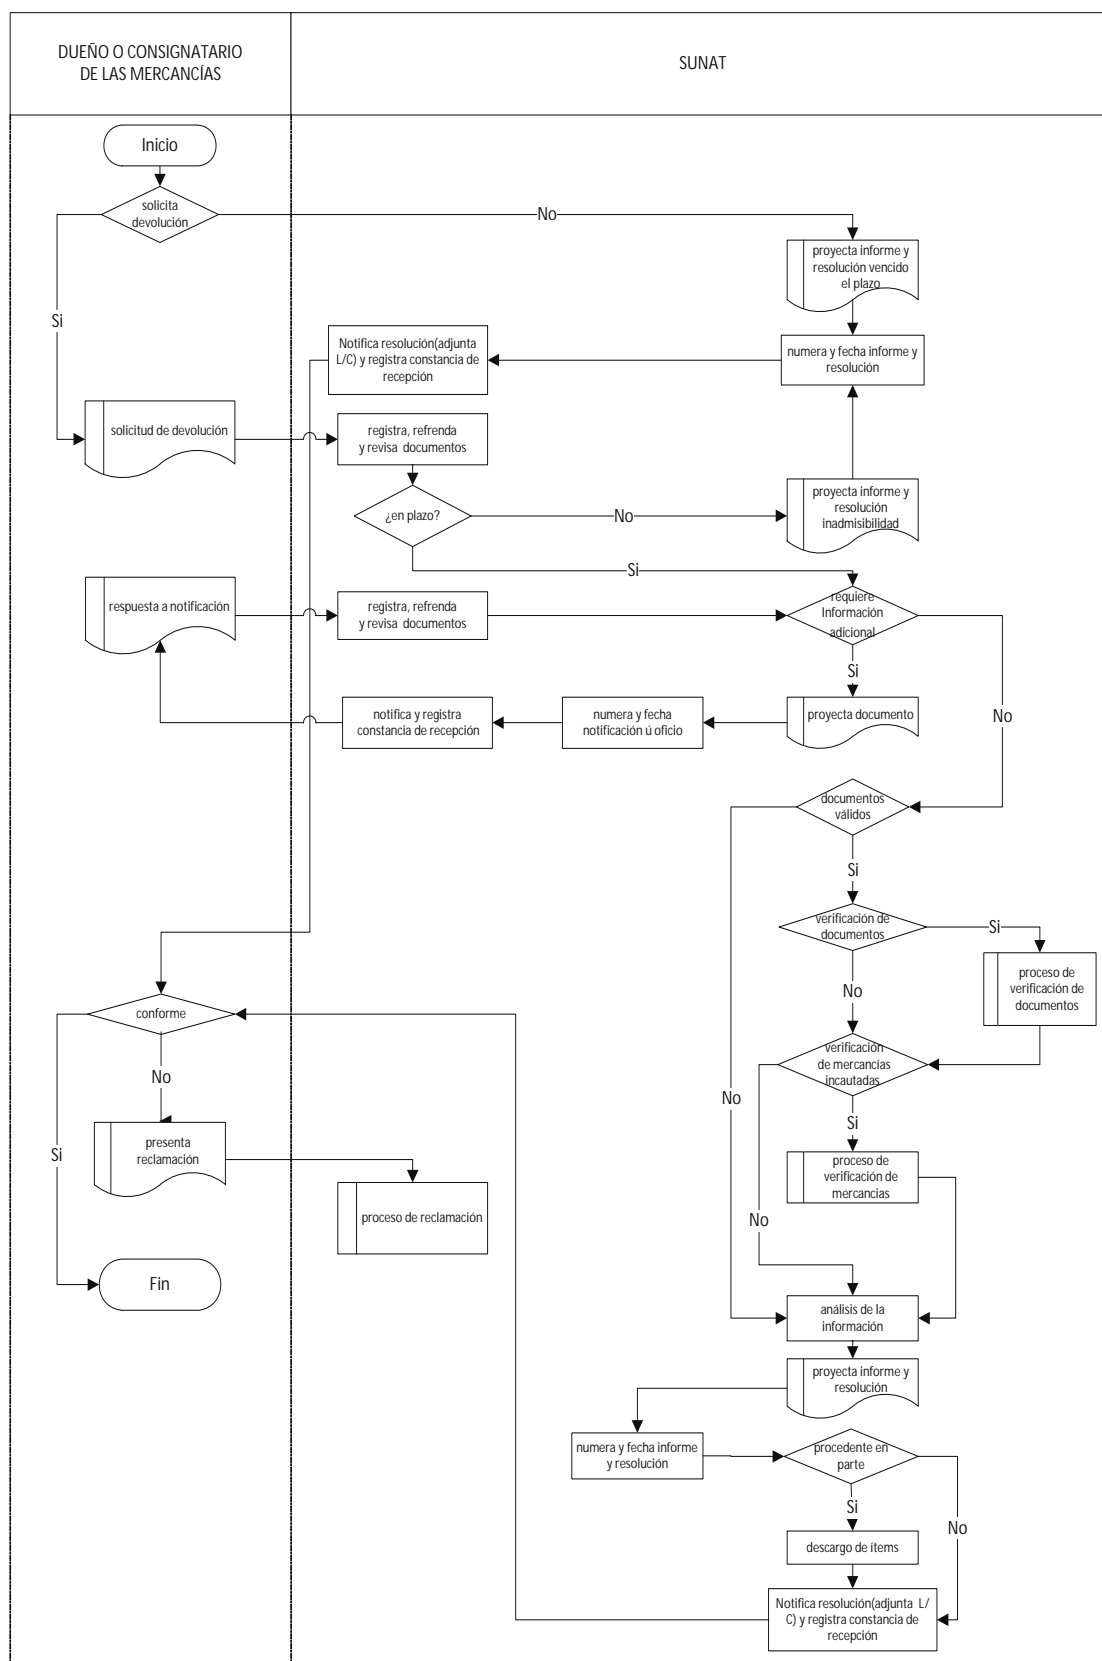 DUEÑO O CONSIGNATARIO
DE LAS MERCANCÍAS
SUNAT
Inicio
solicita
devolución
No
proyecta informe y
resolución vencido
el plazo
Si
Notifica resolución(adjunta
L/C) y registra constancia de
recepción
numera y fecha informe y
resolución
solicitud de devolución
registra, refrenda
y revisa documentos
¿en plazo?
No
proyecta informe y
resolución
inadmisibilidad
Si
respuesta a notificación
registra, refrenda
y revisa documentos
requiere
Información
adicional
Si
No
notifica y registra
constancia de recepción
numera y fecha
notificación ú oficio
proyecta documento
documentos
válidos
Si
verificación de
documentos
Si
proceso de
verificación de
documentos
No
conforme
verificación
de mercancías
incautadas
No
No
Si
Si
presenta
reclamación
proceso de
verificación de
mercancias
proceso de reclamación
No
Fin
análisis de la
información
proyecta informe y
resolución
numera y fecha informe
y resolución
procedente en
parte
Si
No
descargo de ítems
Notifica resolución(adjunta L/
C) y registra constancia de
recepción